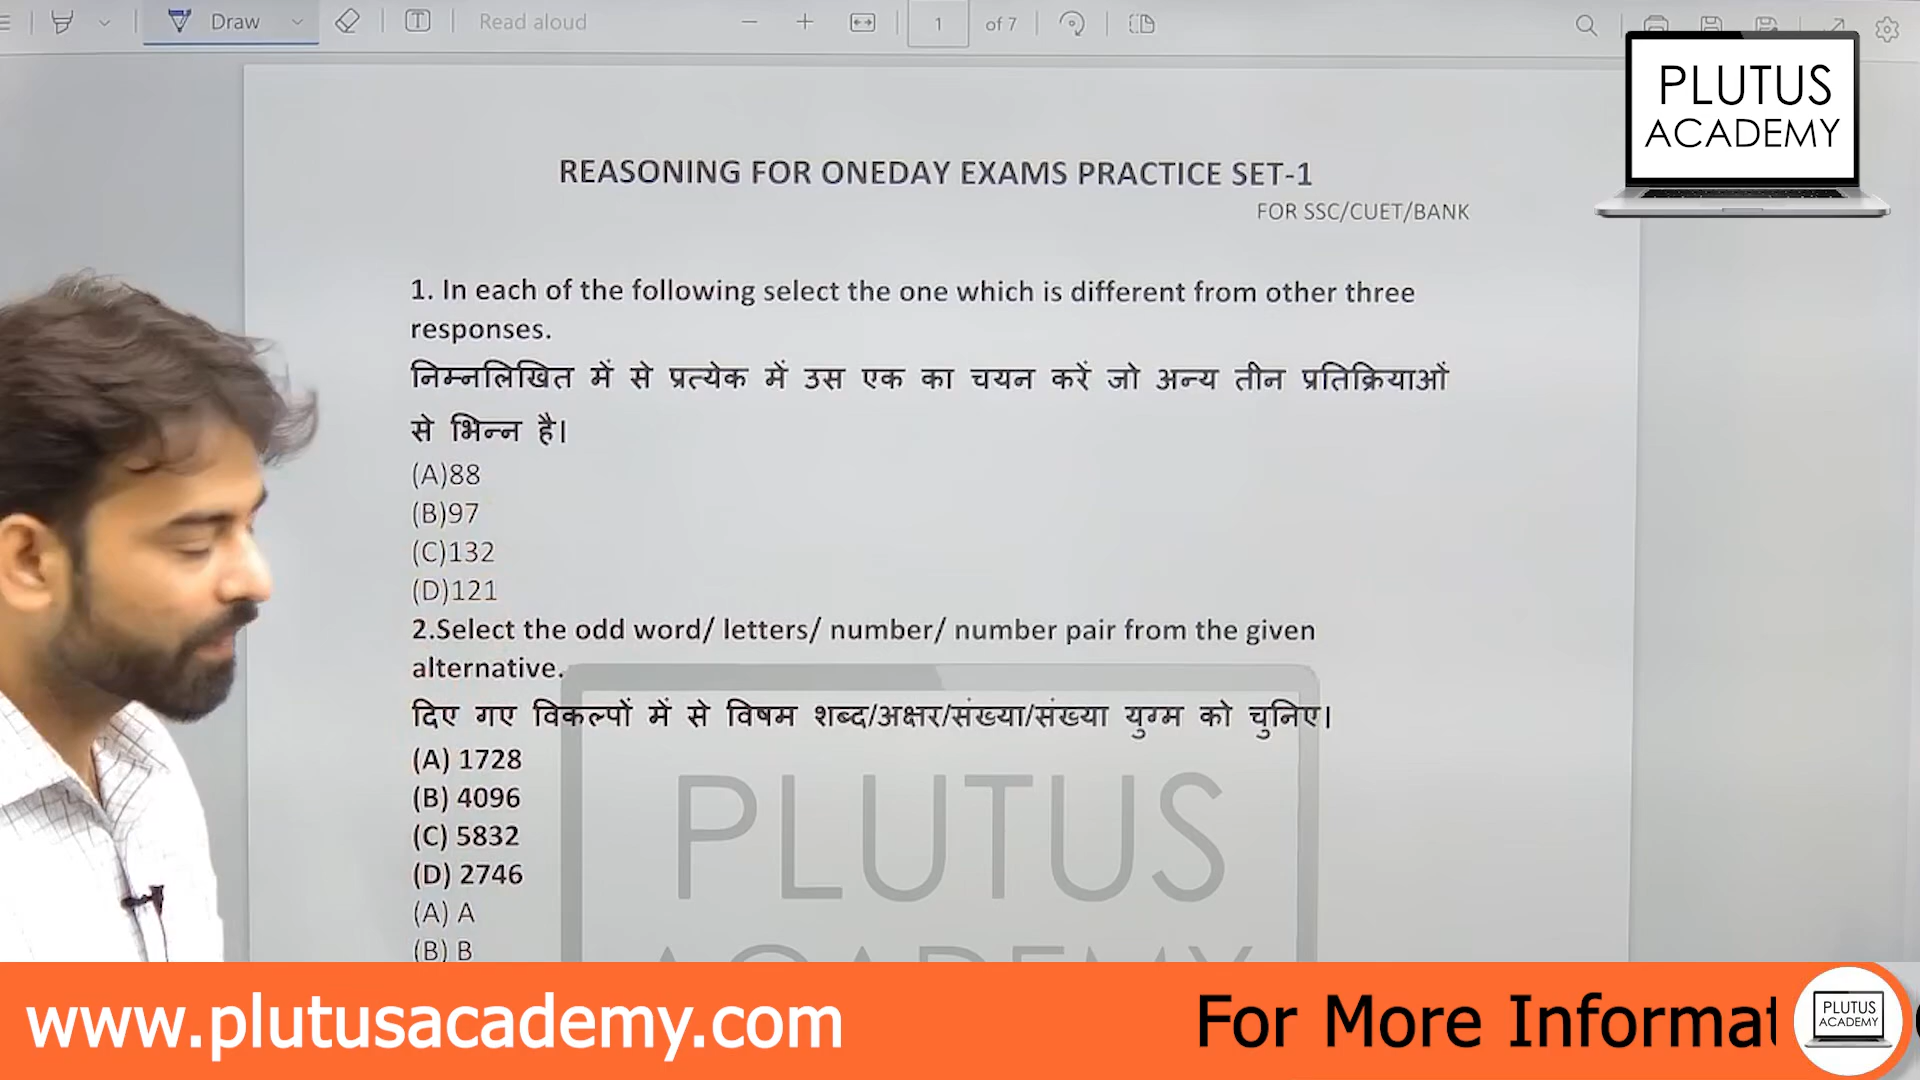 Draw
Read aloud
1
of 7
PLUTUS
ACADEMY
REASONING FOR ONEDAY EXAMS PRACTICE SET-1
FOR SSC/CUET/BANK
1. In each of the following select the one which is different from other three
responses.
निम्नलिखित में से प्रत्येक में उस एक का चयन करें जो अन्य तीन प्रतिक्रियाओं
से भिन्न है।
(A)88
(B)97
(C)132
(D)121
2.Select the odd word/ letters/ number/ number pair from the given
alternative.
दिए गए विकल्पों में से विषम शब्द/अक्षर/संख्या/संख्या युग्म को चुनिए।
(A) 1728
(B) 4096
(C) 5832
(D) 2746
(A) A
(B) B
PLUTUS
ACADEMY
www.plutusacademy.com
For More Informat
PLUTUS
ACADEMY